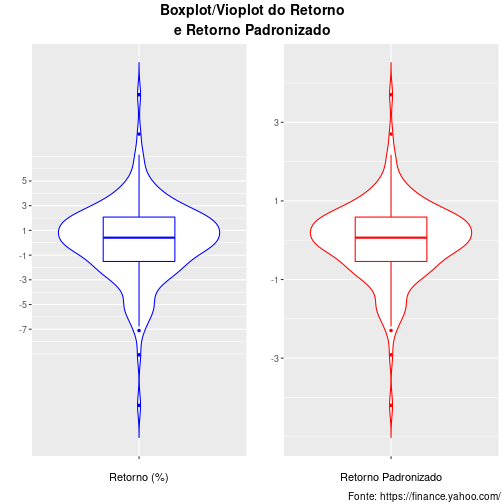 Boxplot/Vioplot do Retorno
e Retorno Padronizado
5
3
1
-1
-3
-5
-7
3
1
-1
-3
Retorno (%)
Retorno Padronizado
Fonte: https://finance.yahoo.com/